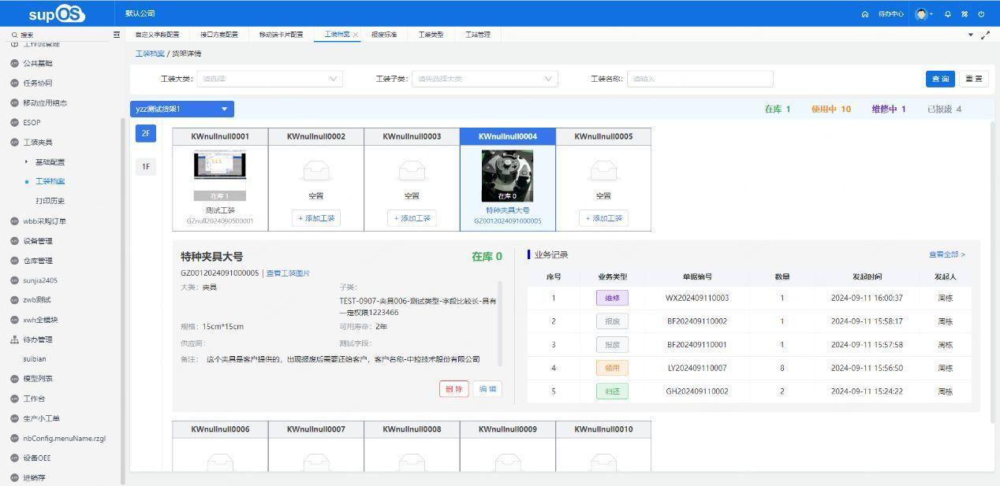 supOS
默认公司
待办中心
搜索
自定义字段配置 接口方案配置 移动端卡片配置 工装档案 报废标准 工装类型 工站管理
工作流管理
公共基础
任务协同
移动应用组态
ESOP
工装夹具
基础配置
工装档案
打印历史
wbb采购订单
设备管理
仓库管理
sunjia2405
zwb测试
xwh全模块
待办管理
suibian
模型列表
工作台
生产小工单
nbConfig.menuName.rzgl
设备OEE
进销存
工装档案 / 货架详情
工装大类: 请选择 工装子类: 请先选择大类 工装名称: 请输入 查询 重置
yzz测试货架1 在库 1 使用中 10 维修中 1 已报废 4
2F
1F
KWnullnull0001 KWnullnull0002 KWnullnull0003 KWnullnull0004 KWnullnull0005
在库 1 空置 空置 在库 0 空置
测试工装 + 添加工装 + 添加工装 特种夹具大号 + 添加工装
GZnull2024090500001 GZ0012024091000005
特种夹具大号 在库 0
GZ0012024091000005 | 查看工装图片
大类: 夹具 子类:
TEST-0907-夹具006-测试类型-字段比较长-具有
一定权限1223466
规格: 15cm*15cm 可用寿命: 2年
供应商: 测试字段:
备注: 这个夹具是客户提供的，出现报废后需要还给客户，客户名称-中控技术股份有限公司
删除 编辑
业务记录 查看全部 >
序号 业务类型 单据编号 数量 发起时间 发起人
1 维修 WX202409110003 1 2024-09-11 16:00:37 周栋
2 报废 BF202409110002 1 2024-09-11 15:58:17 周栋
3 报废 BF202409110001 1 2024-09-11 15:57:58 周栋
4 领用 LY202409110007 8 2024-09-11 15:56:50 周栋
5 归还 GH202409110002 2 2024-09-11 15:24:22 周栋
KWnullnull0006 KWnullnull0007 KWnullnull0008 KWnullnull0009 KWnullnull0010